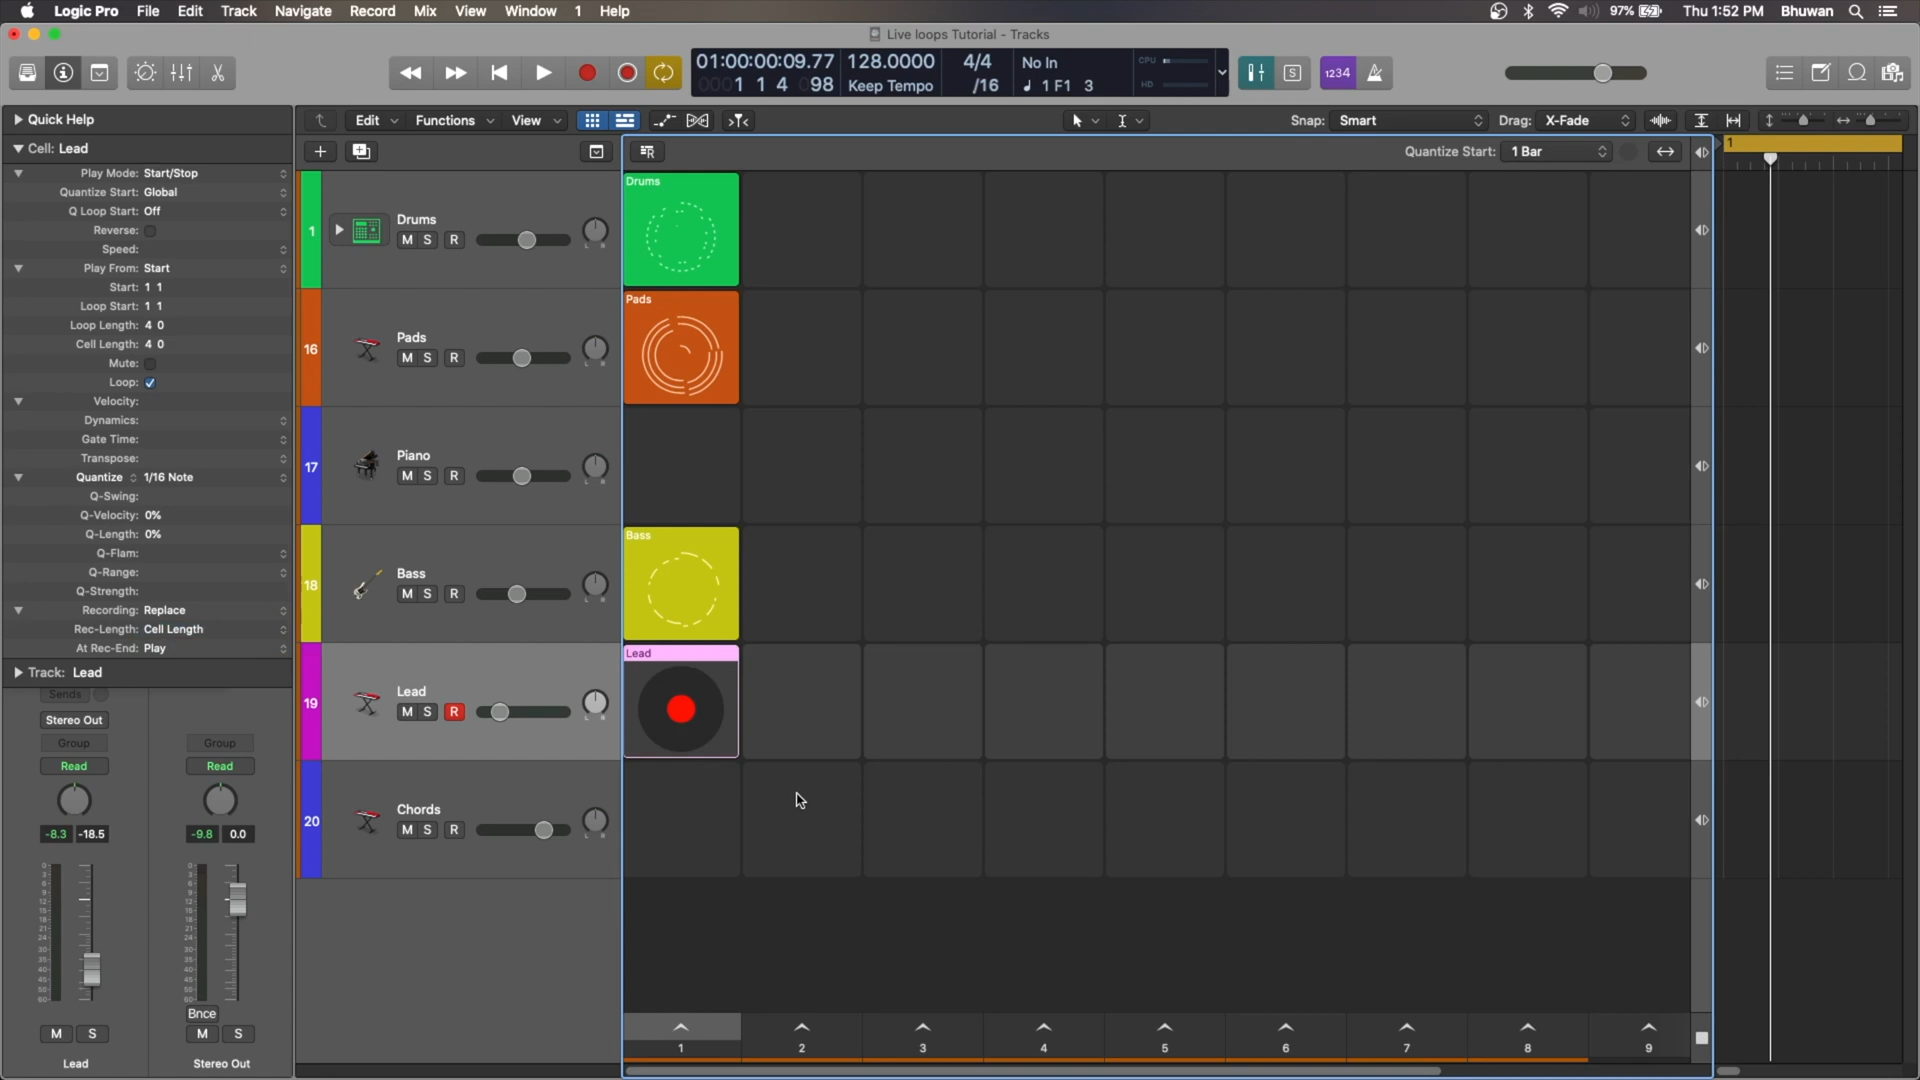 Logic Pro File Edit Track Navigate Record Mix View Window 1 Help 97% Thu 1:52 PM Bhuwan
Live loops Tutorial - Tracks
01:00:00:09.77 128.0000 4/4 No In CPU
1 1 4 98 Keep Tempo /16 1 F1 3 HD
S 1234
Quick Help
Edit Functions View Snap: Smart Drag: X-Fade
Cell: Lead
Quantize Start: 1 Bar
1
Play Mode: Start/Stop
Quantize Start: Global
Q Loop Start: Off
Reverse:
Speed:
Play From: Start
Start: 1 1
Loop Start: 1 1
Loop Length: 4 0
Cell Length: 4 0
Mute:
Loop:
Velocity:
Dynamics:
Gate Time:
Transpose:
Quantize 1/16 Note
Q-Swing:
Q-Velocity: 0%
Q-Length: 0%
Q-Flam:
Q-Range:
Q-Strength:
Recording: Replace
Rec-Length: Cell Length
At Rec-End: Play
Track: Lead
Sends
Stereo Out
Group Group
Read Read
-8.3 -18.5 -9.8 0.0
Bnce
M S M S
Lead Stereo Out
1 Drums
M S R
Drums
16 Pads
M S R
Pads
17 Piano
M S R
18 Bass
M S R
Bass
19 Lead
M S R
Lead
20 Chords
M S R
1 2 3 4 5 6 7 8 9